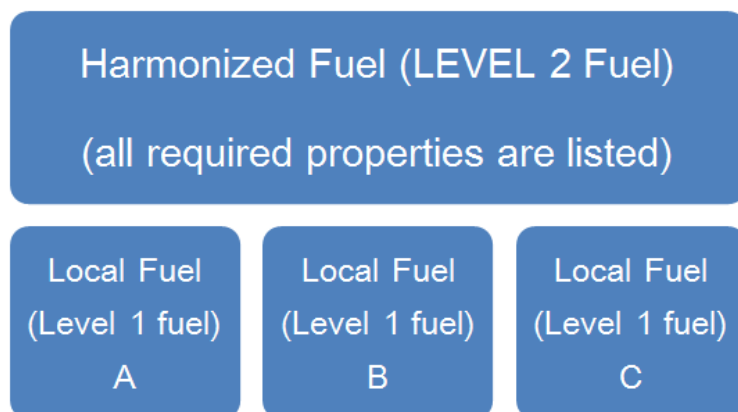 Harmonized Fuel (LEVEL 2 Fuel)
(all required properties are listed)
Local Fuel
(Level 1 fuel)
A
Local Fuel
(Level 1 fuel)
B
Local Fuel
(Level 1 fuel)
C